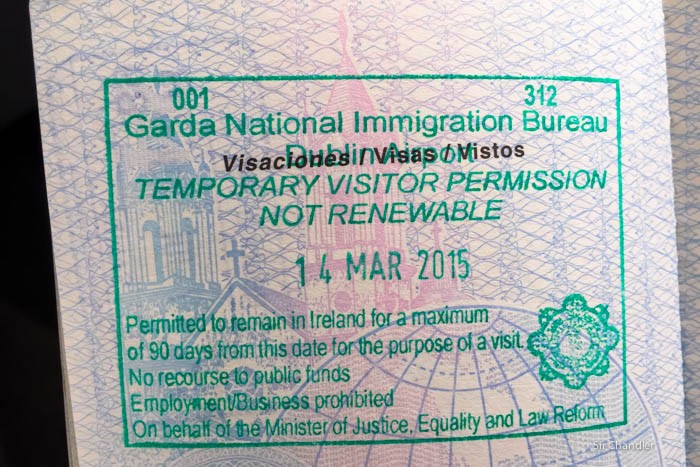 001 312
Garda National Immigration Bureau
Dublin Airport
Visaciones / Visas / Vistos
TEMPORARY VISITOR PERMISSION
NOT RENEWABLE
14 MAR 2015
Permitted to remain in Ireland for a maximum
of 90 days from this date for the purpose of a visit.
No recourse to public funds
Employment/Business prohibited
On behalf of the Minister of Justice, Equality and Law Reform
Sir Chandler